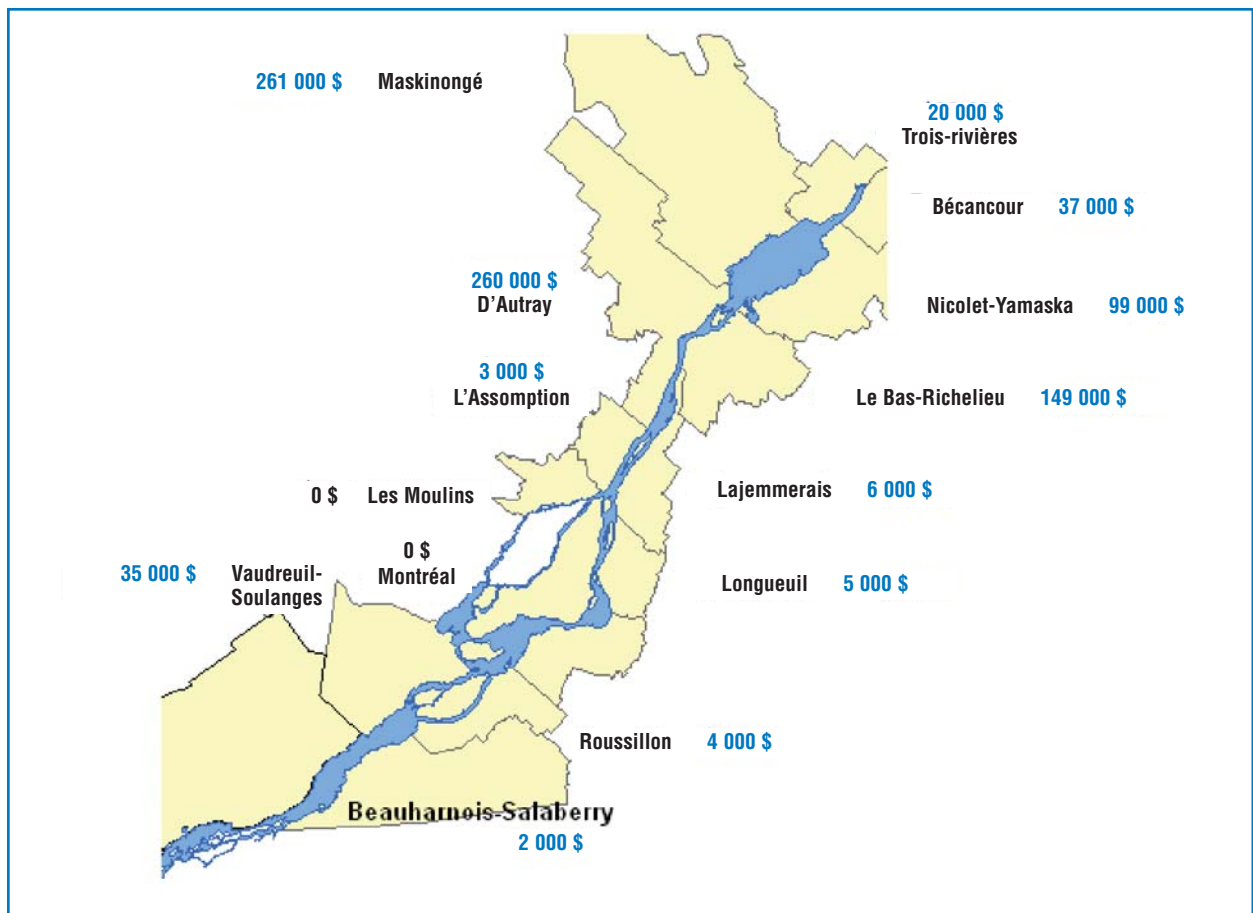 261 000 $ Maskinongé
20 000 $
Trois-rivières
Bécancour 37 000 $
260 000 $
D'Autray
Nicolet-Yamaska 99 000 $
3 000 $
L'Assomption
Le Bas-Richelieu 149 000 $
0 $ Les Moulins
Lajemmerais 6 000 $
0 $
Montréal
35 000 $ Vaudreuil-
Soulanges
Longueuil 5 000 $
Roussillon 4 000 $
Beauharnois-Salaberry
2 000 $